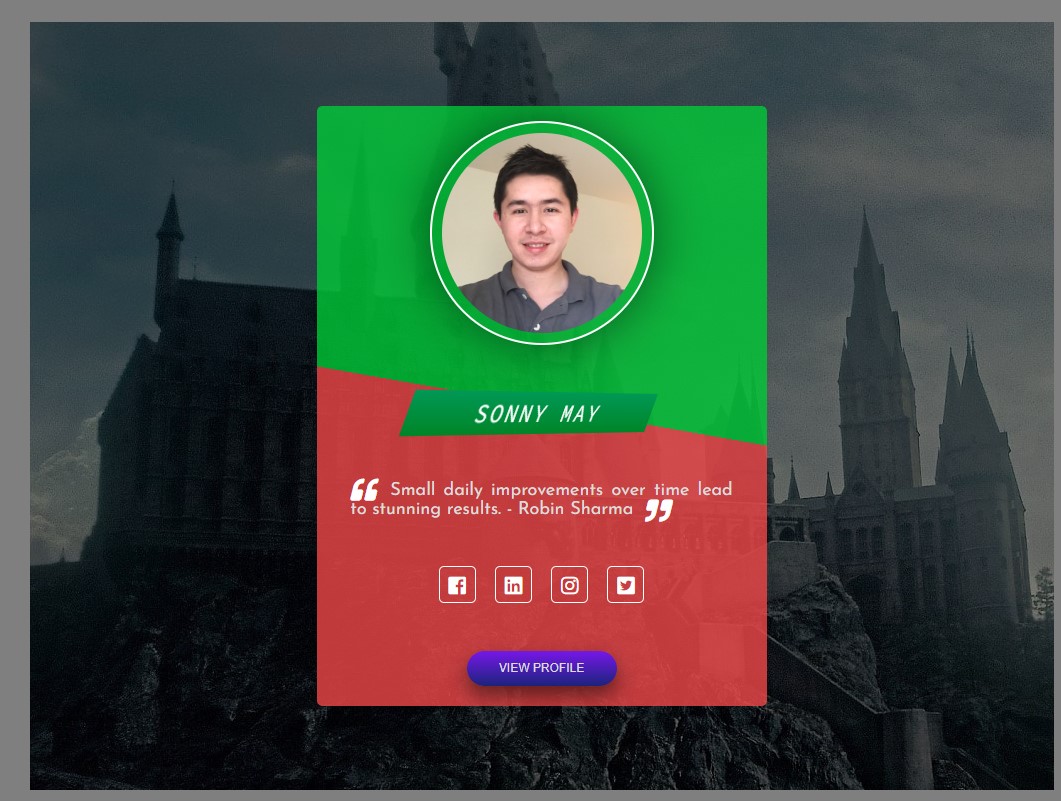 SONNY MAY
❝ Small daily improvements over time lead
to stunning results. - Robin Sharma ❞
VIEW PROFILE